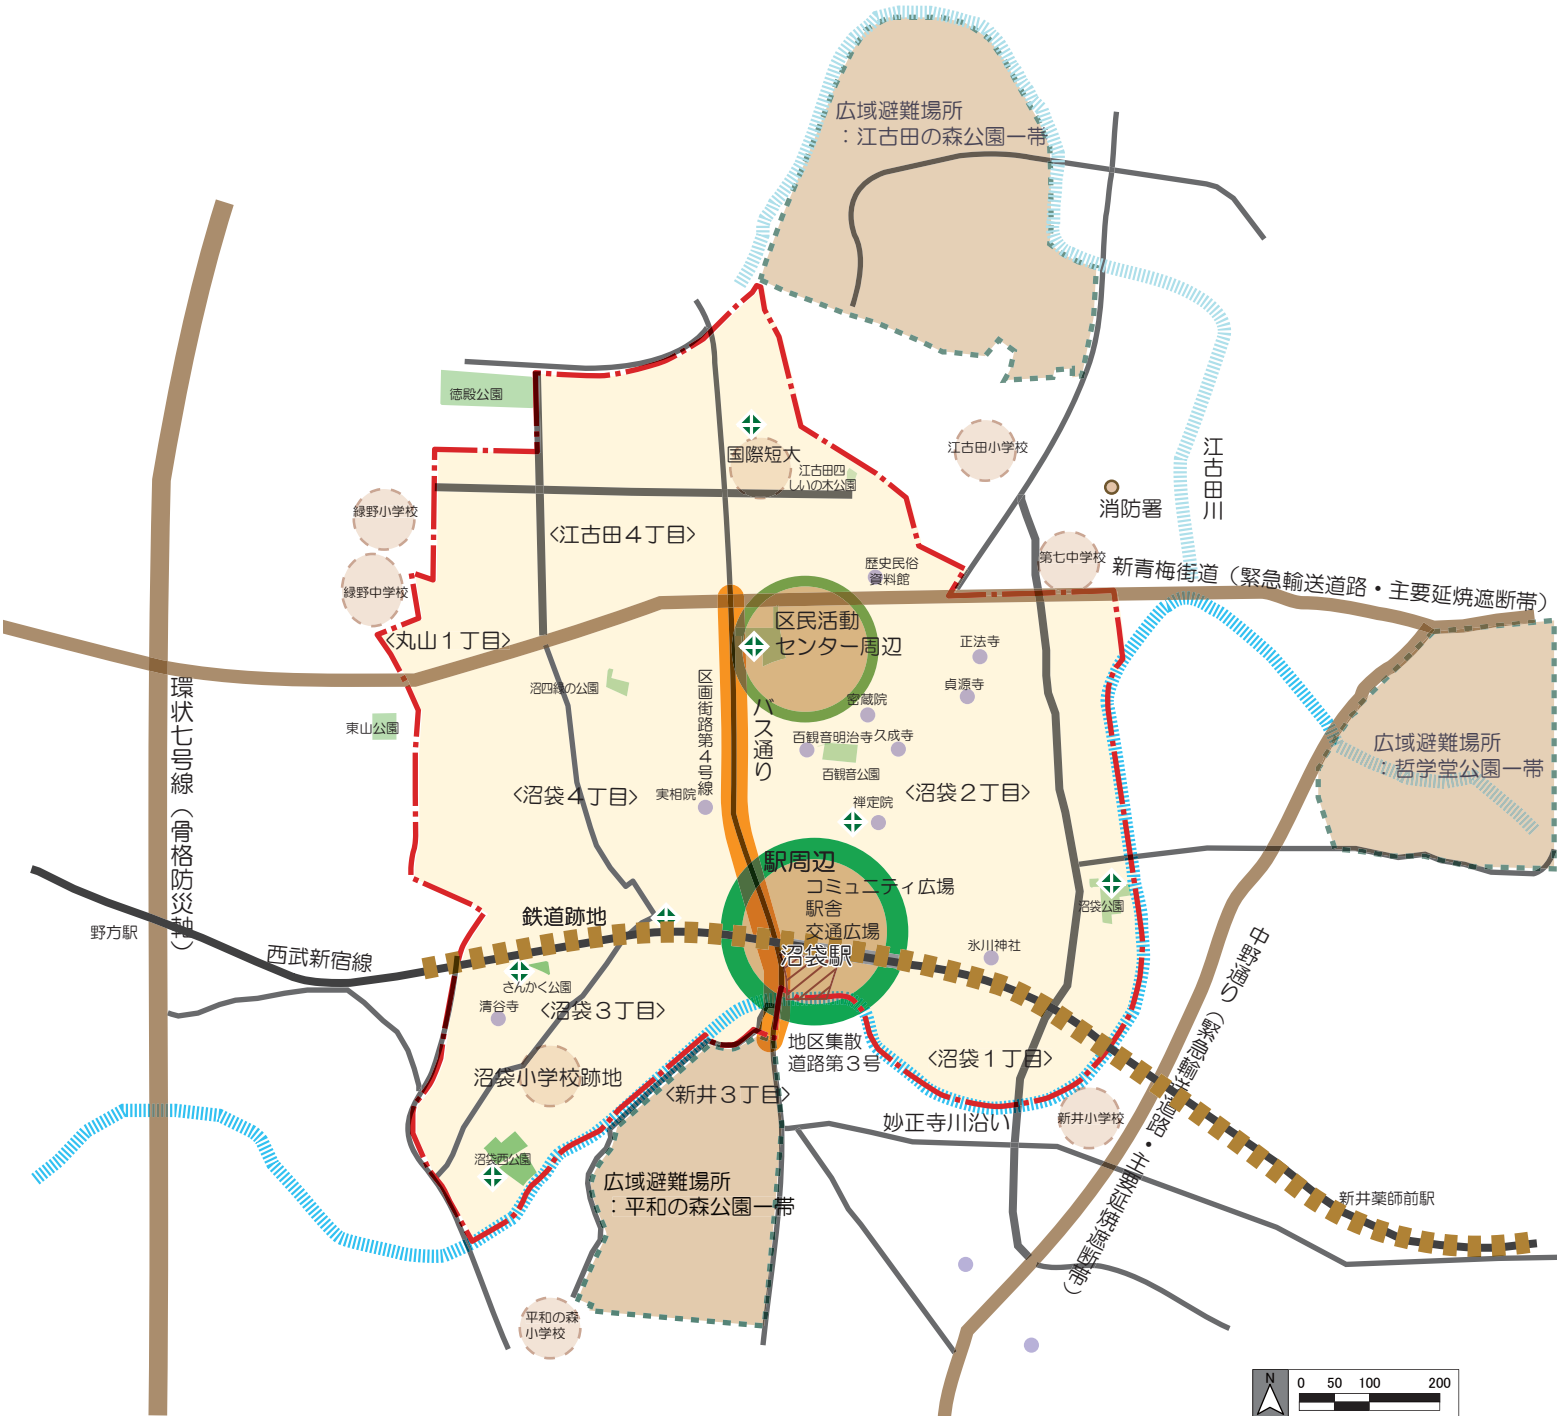 広域避難場所
：江古田の森公園一帯
徳殿公園
国際短大
江古田四
しいの木公園
江古田小学校
江古田川
消防署
緑野小学校
緑野中学校
〈江古田４丁目〉
歴史民俗
資料館
第七中学校
新青梅街道（緊急輸送道路・主要延焼遮断帯）
〈丸山１丁目〉
区民活動
センター周辺
正法寺
貞源寺
沼四緑の公園
区画街路第４号線
バス通り
密蔵院
環状七号線（骨格防災軸）
東山公園
百観音明治寺
久成寺
百観音公園
広域避難場所
：哲学堂公園一帯
〈沼袋４丁目〉
実相院
禅定院
〈沼袋２丁目〉
駅周辺
コミュニティ広場
駅舎
交通広場
沼袋駅
沼袋公園
鉄道跡地
野方駅
西武新宿線
氷川神社
中野通り（緊急輸送道路・主要延焼遮断帯）
さんかく公園
清谷寺
〈沼袋３丁目〉
地区集散
道路第３号
〈沼袋１丁目〉
沼袋小学校跡地
〈新井３丁目〉
妙正寺川沿い
新井小学校
沼袋西公園
広域避難場所
：平和の森公園一帯
新井薬師前駅
平和の森
小学校
N
0 50 100 200